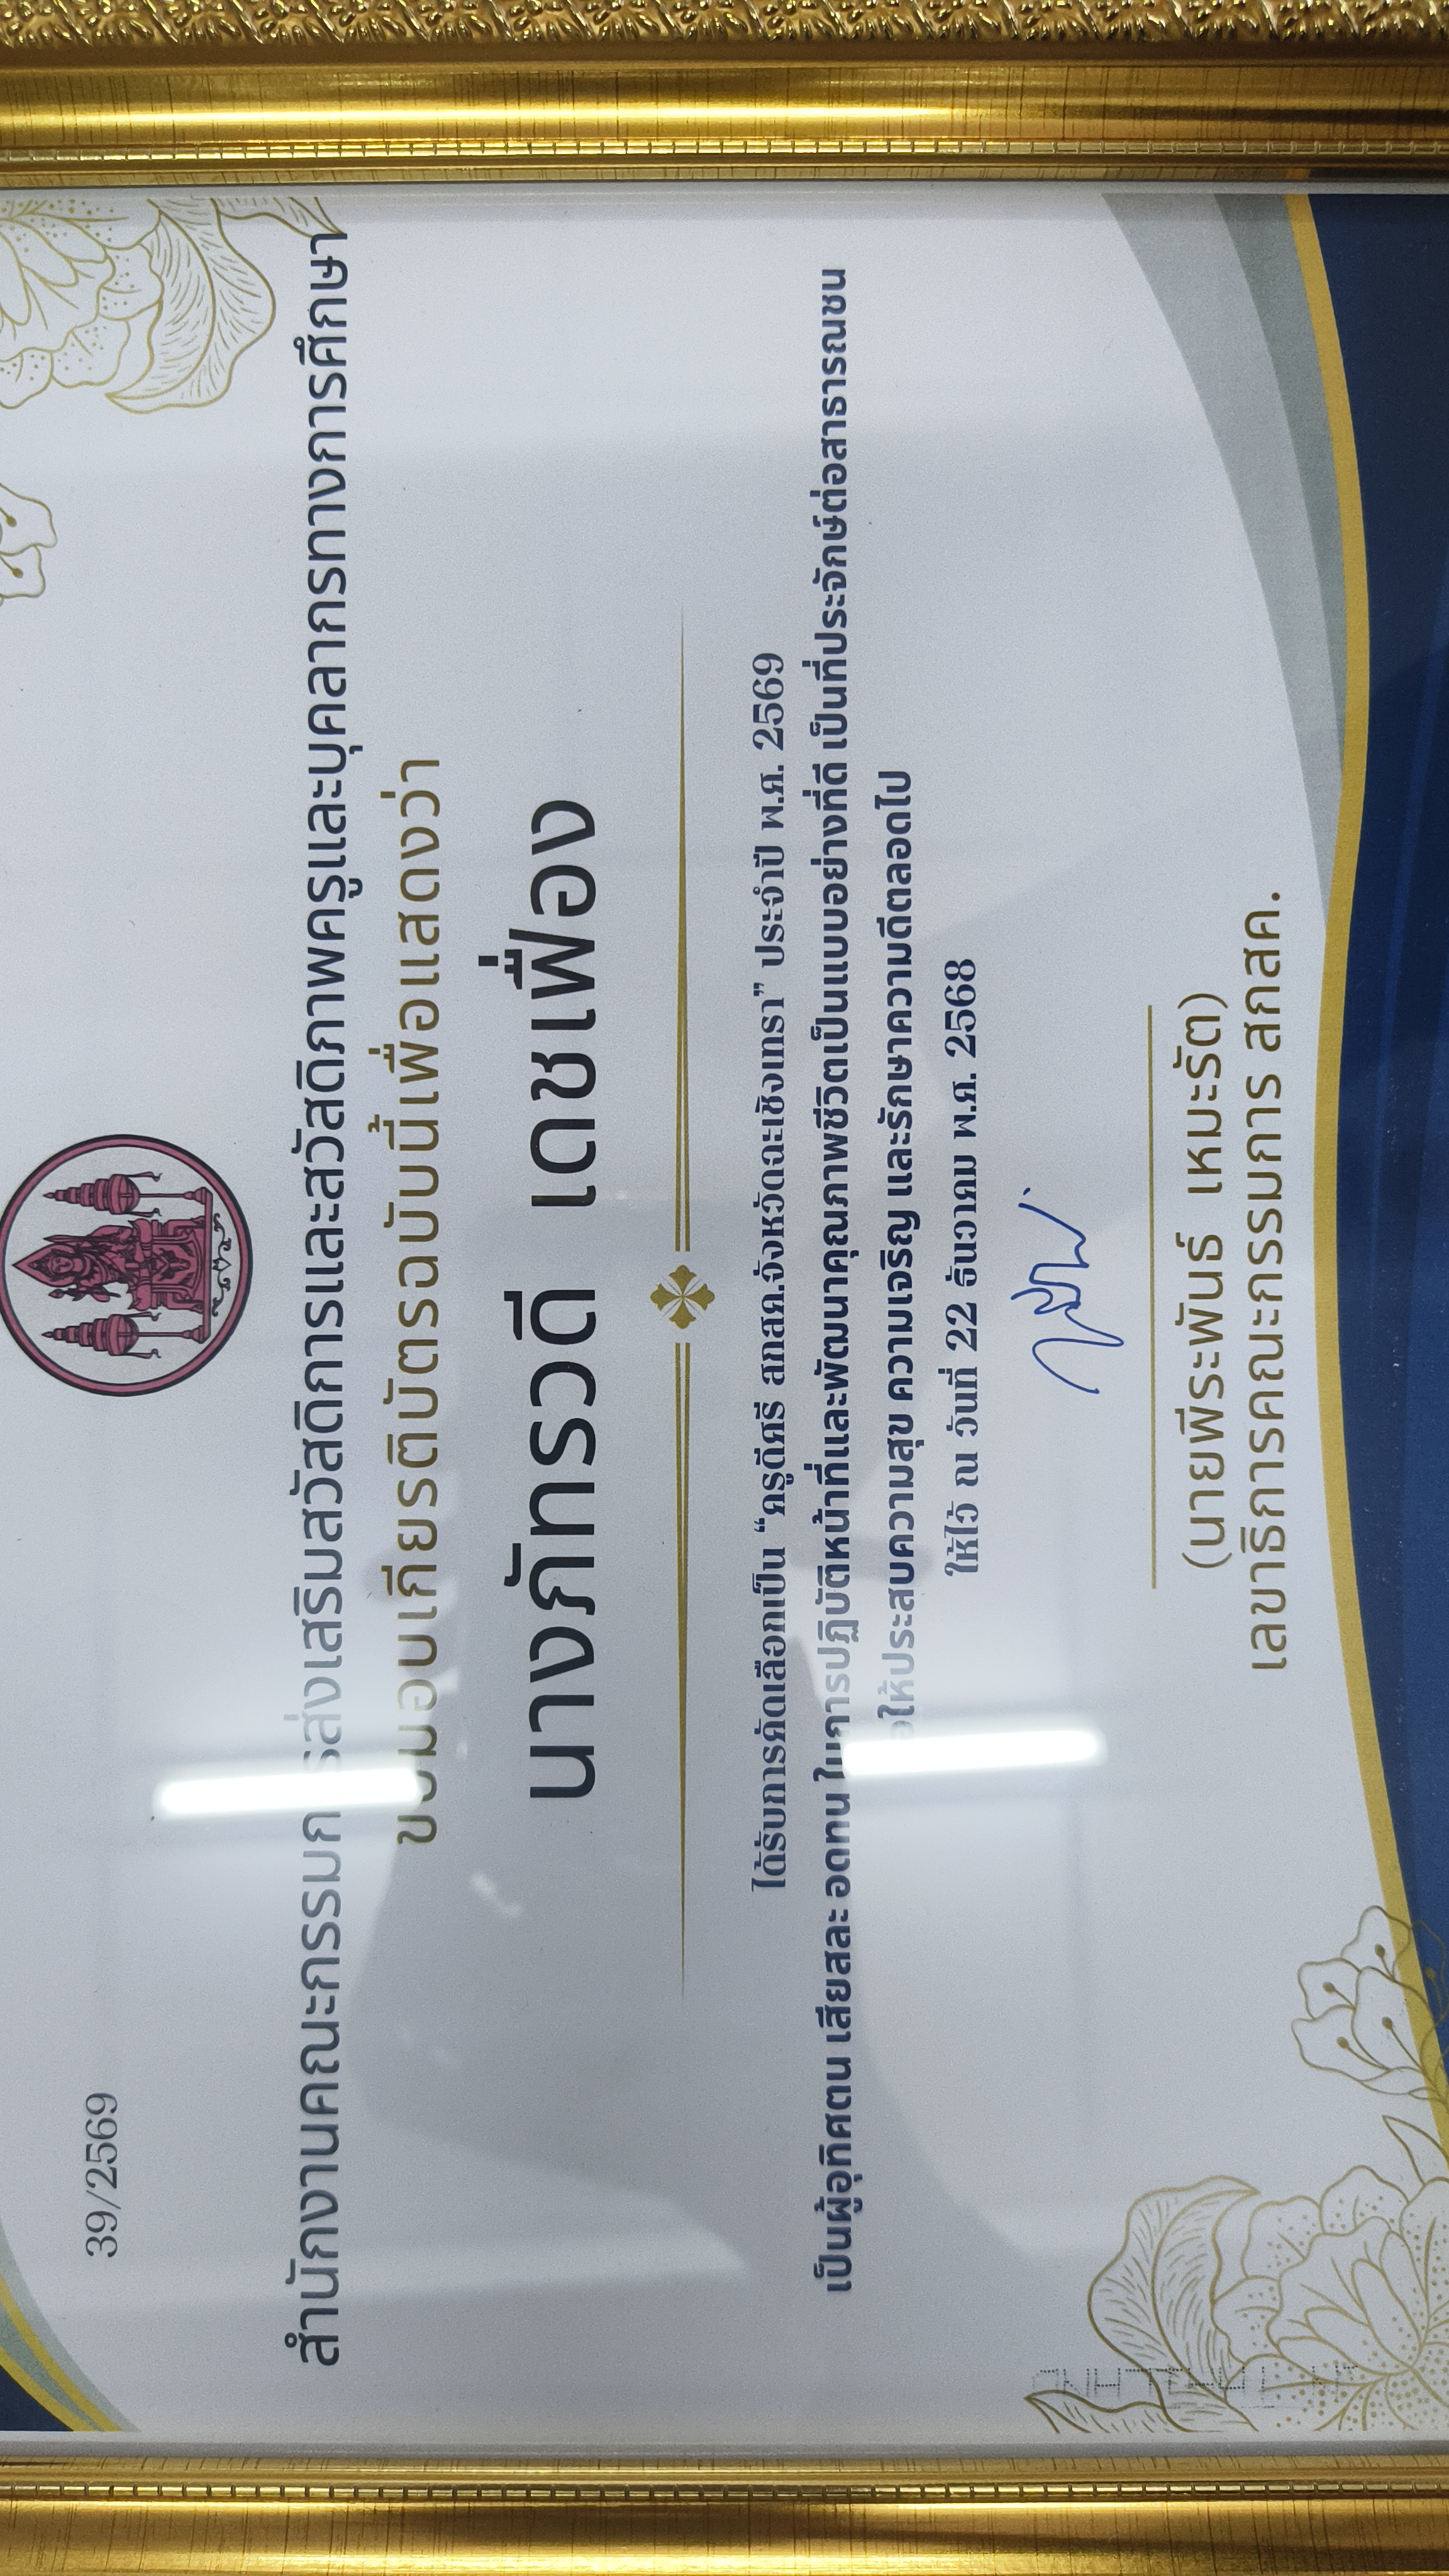 39/2569
สำนักงานคณะกรรมการส่งเสริมสวัสดิการและสวัสดิภาพครูและบุคลากรทางการศึกษา
ขอมอบเกียรติบัตรฉบับนี้เพื่อแสดงว่า
นางภัทรวดี เดชเฟื่อง
ได้รับการคัดเลือกเป็น “ครูดีศรี สกสค.จังหวัดฉะเชิงเทรา” ประจำปี พ.ศ. 2569
เป็นผู้อุทิศตน เสียสละ อดทน ในการปฏิบัติหน้าที่และพัฒนาคุณภาพชีวิตเป็นแบบอย่างที่ดี เป็นที่ประจักษ์ต่อสาธารณชน
ขอให้ประสบความสุข ความเจริญ และรักษาความดีตลอดไป
ให้ไว้ ณ วันที่ 22 ธันวาคม พ.ศ. 2568
(นายพีระพันธ์ เหมะรัต)
เลขาธิการคณะกรรมการ สกสค.